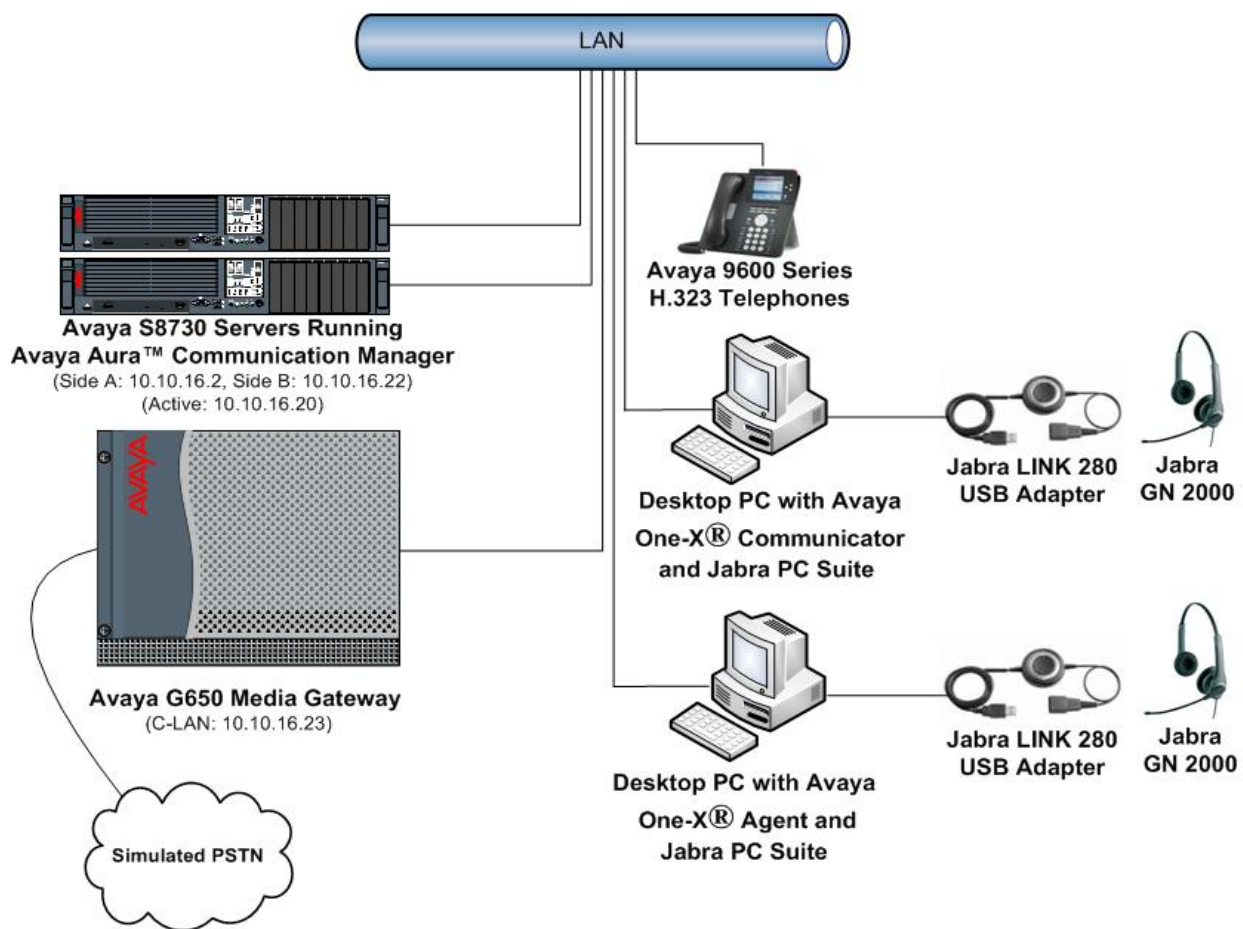 LAN
Avaya S8730 Servers Running
Avaya Aura™ Communication Manager
(Side A: 10.10.16.2, Side B: 10.10.16.22)
(Active: 10.10.16.20)
AVAYA
Avaya G650 Media Gateway
(C-LAN: 10.10.16.23)
Simulated PSTN
Avaya 9600 Series
H.323 Telephones
Desktop PC with Avaya
One-X® Communicator
and Jabra PC Suite
Jabra LINK 280
USB Adapter
Jabra
GN 2000
Desktop PC with Avaya
One-X® Agent and
Jabra PC Suite
Jabra LINK 280
USB Adapter
Jabra
GN 2000